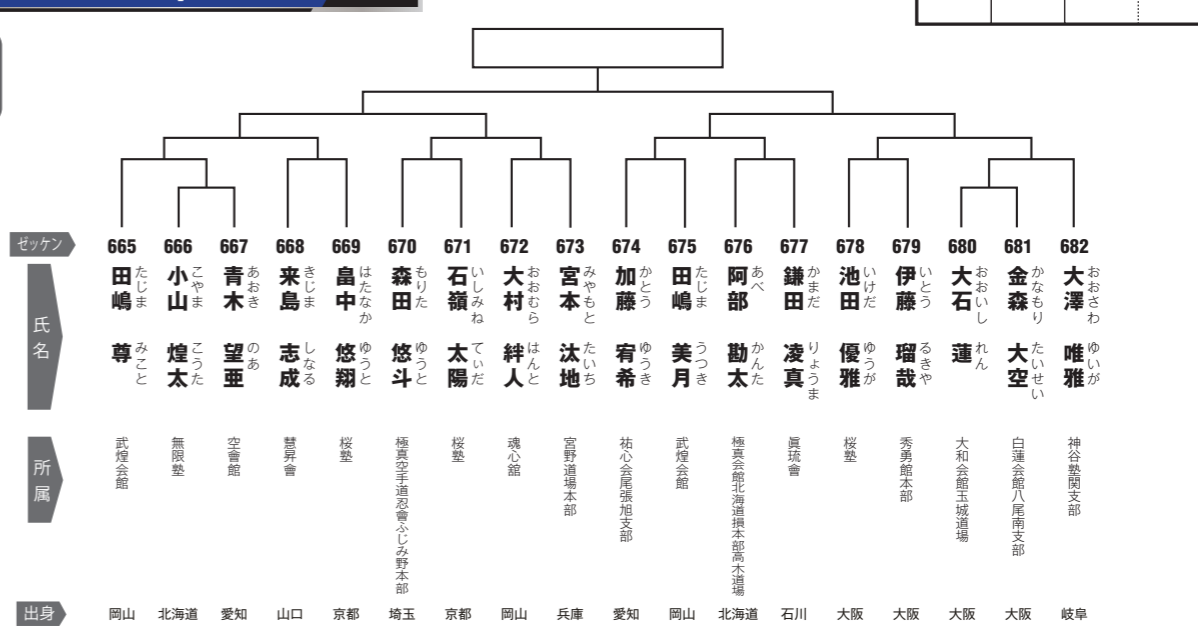 ゼッケン
665 666 667 668 669 670 671 672 673 674 675 676 677 678 679 680 681 682
氏名
田嶋 尊 たじま みこと
小山 煌太 こやま こうた
青木 望亜 あおき のあ
来島 志成 きじま しなる
畠中 悠翔 はたなか ゆうと
森田 悠斗 もりた ゆうと
石嶺 太陽 いしみね てぃだ
大村 絆人 おおむら はんと
宮本 汰地 みやもと たいち
加藤 宥希 かとう ゆうき
田嶋 美月 たじま うつき
阿部 勘太 あべ かんた
鎌田 凌真 かまだ りょうま
池田 優雅 いけだ ゆうが
伊藤 瑠哉 いとう るきや
大石 蓮 おおいし れん
金森 大空 かなもり たいせい
大澤 唯雅 おおさわ ゆいが
所属
武煌会館
無限塾
空會館
慧昇會
桜塾
極真空手道忍會ふじみ野本部
桜塾
魂心舘
宮野道場本部
祐心会尾張旭支部
武煌会館
極真会館北海道損本部高木道場
眞琉會
桜塾
秀勇館本部
大和会館玉城道場
白蓮会館八尾南支部
神谷塾関支部
出身
岡山 北海道 愛知 山口 京都 埼玉 京都 岡山 兵庫 愛知 岡山 北海道 石川 大阪 大阪 大阪 大阪 岐阜